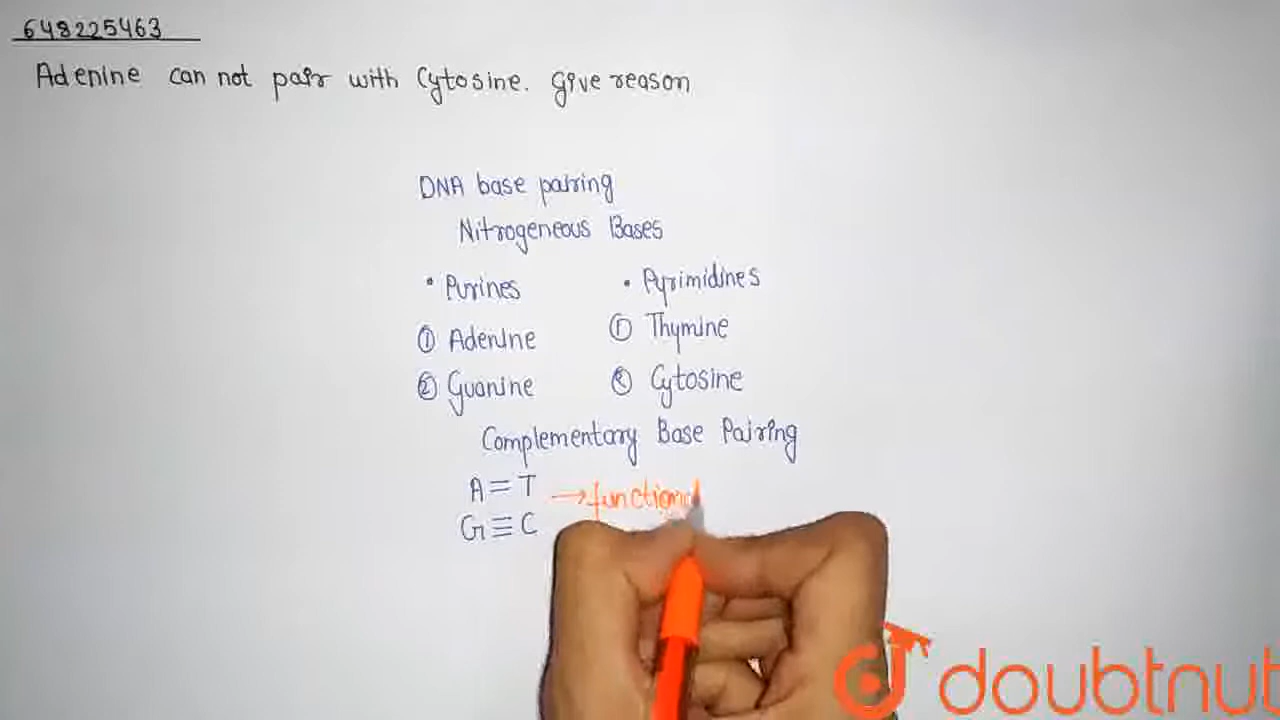 648225463
Adenine can not pair with Cytosine. Give reason
DNA base pairing
Nitrogeneous Bases
• Purines • Pyrimidines
① Adenine ① Thymine
② Guanine ② Cytosine
Complementary Base Pairing
A=T → functional
G≡C
doubtnut